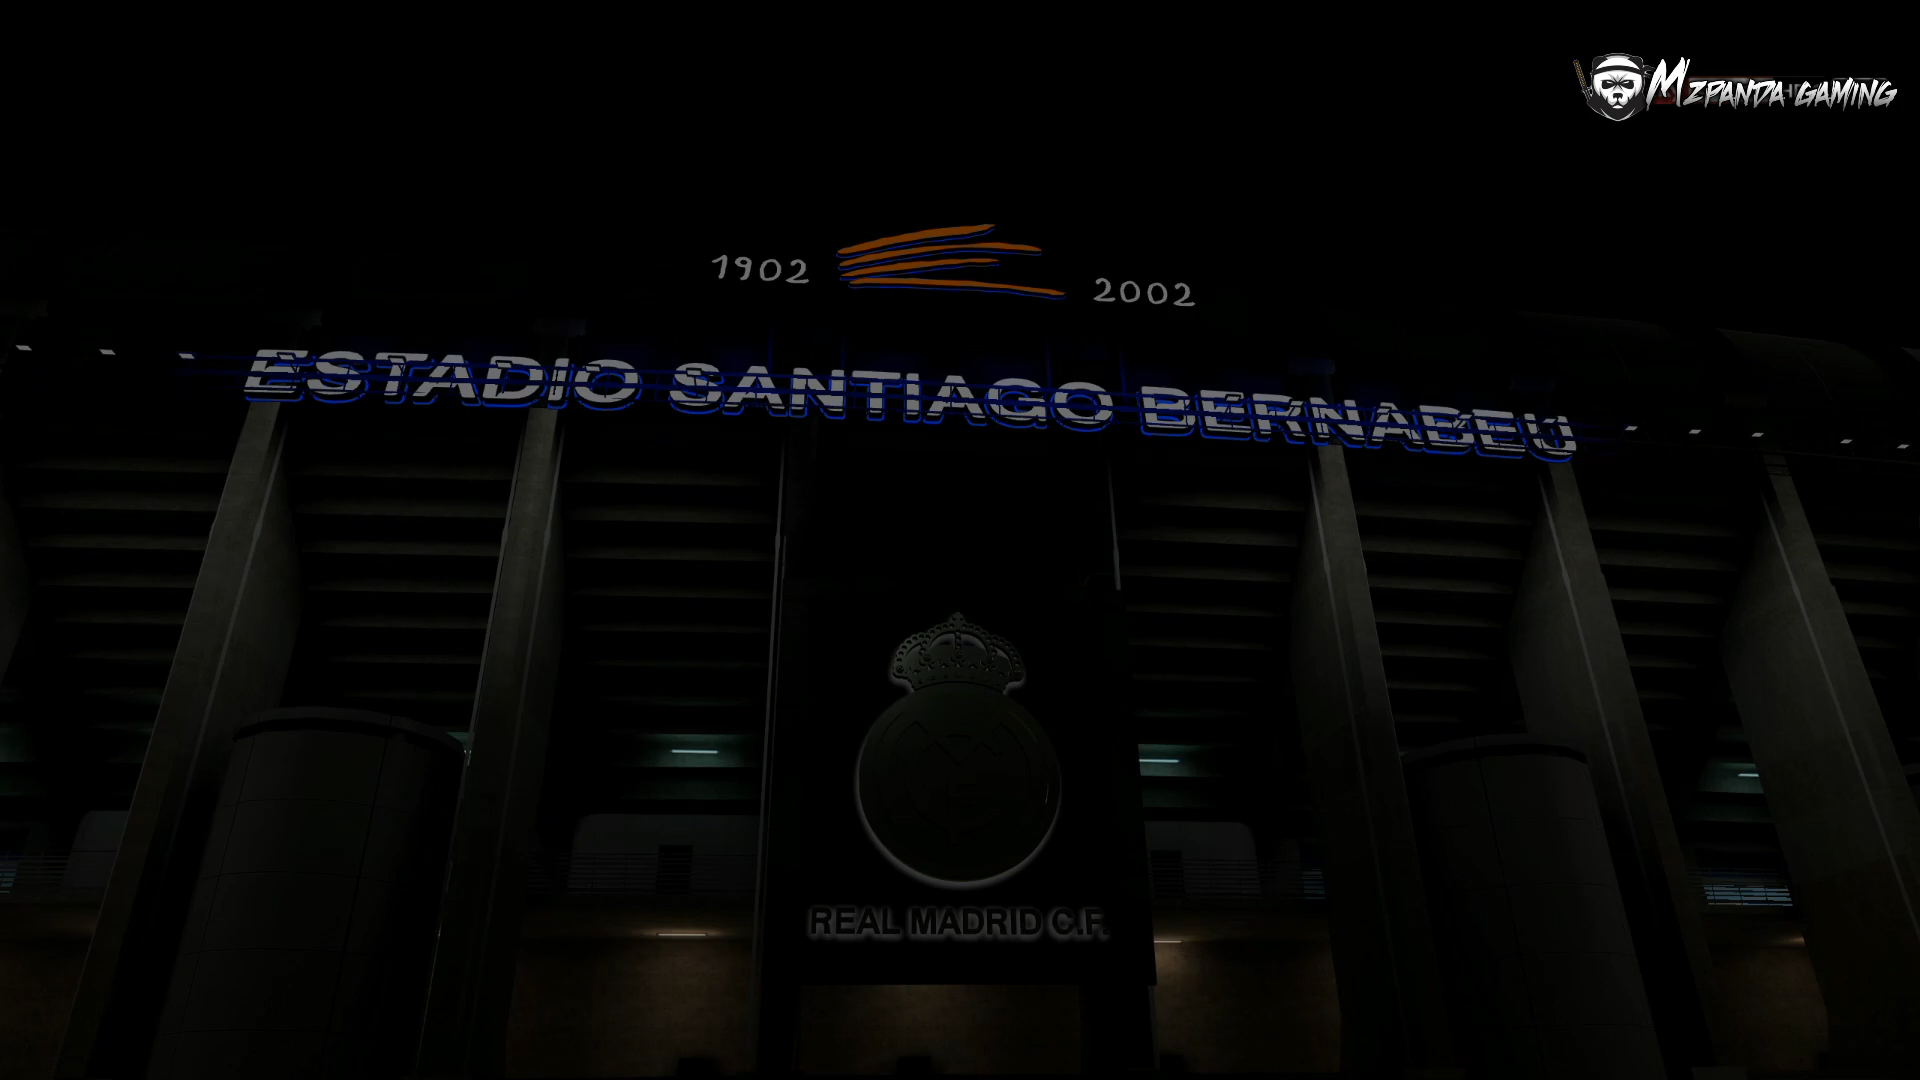 MZPANDA GAMING
1902
2002
ESTADIO SANTIAGO BERNABEU
REAL MADRID C.F.